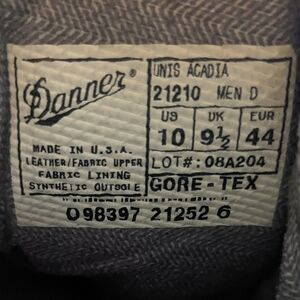 Danner®
MADE IN U.S.A.
LEATHER/FABRIC UPPER
FABRIC LINING
SYNTHETIC OUTSOLE
UNIS ACADIA
21210 MEN D
US UK EUR
10 9½ 44
LOT#: 08A204
GORE-TEX
0 98397 21252 6